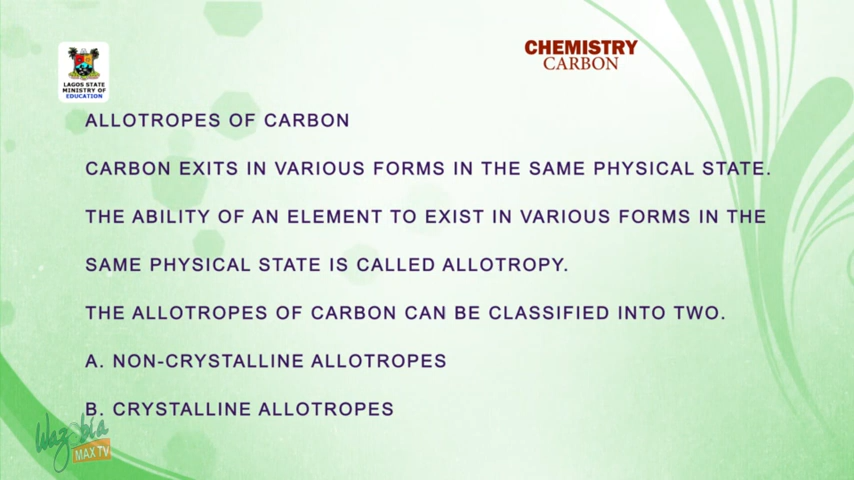 CHEMISTRY
CARBON
LAGOS STATE
MINISTRY OF
EDUCATION
ALLOTROPES OF CARBON
CARBON EXITS IN VARIOUS FORMS IN THE SAME PHYSICAL STATE.
THE ABILITY OF AN ELEMENT TO EXIST IN VARIOUS FORMS IN THE
SAME PHYSICAL STATE IS CALLED ALLOTROPY.
THE ALLOTROPES OF CARBON CAN BE CLASSIFIED INTO TWO.
A. NON-CRYSTALLINE ALLOTROPES
B. CRYSTALLINE ALLOTROPES
Wazobia
MAX TV